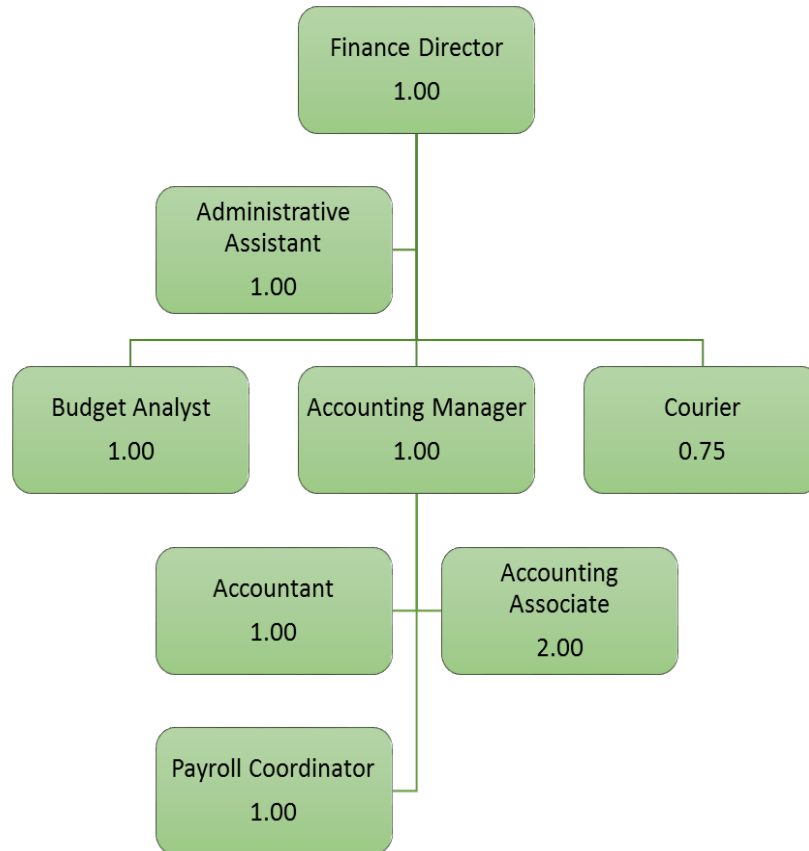 Finance Director
1.00
Administrative
Assistant
1.00
Budget Analyst
1.00
Accounting Manager
1.00
Courier
0.75
Accountant
1.00
Accounting
Associate
2.00
Payroll Coordinator
1.00